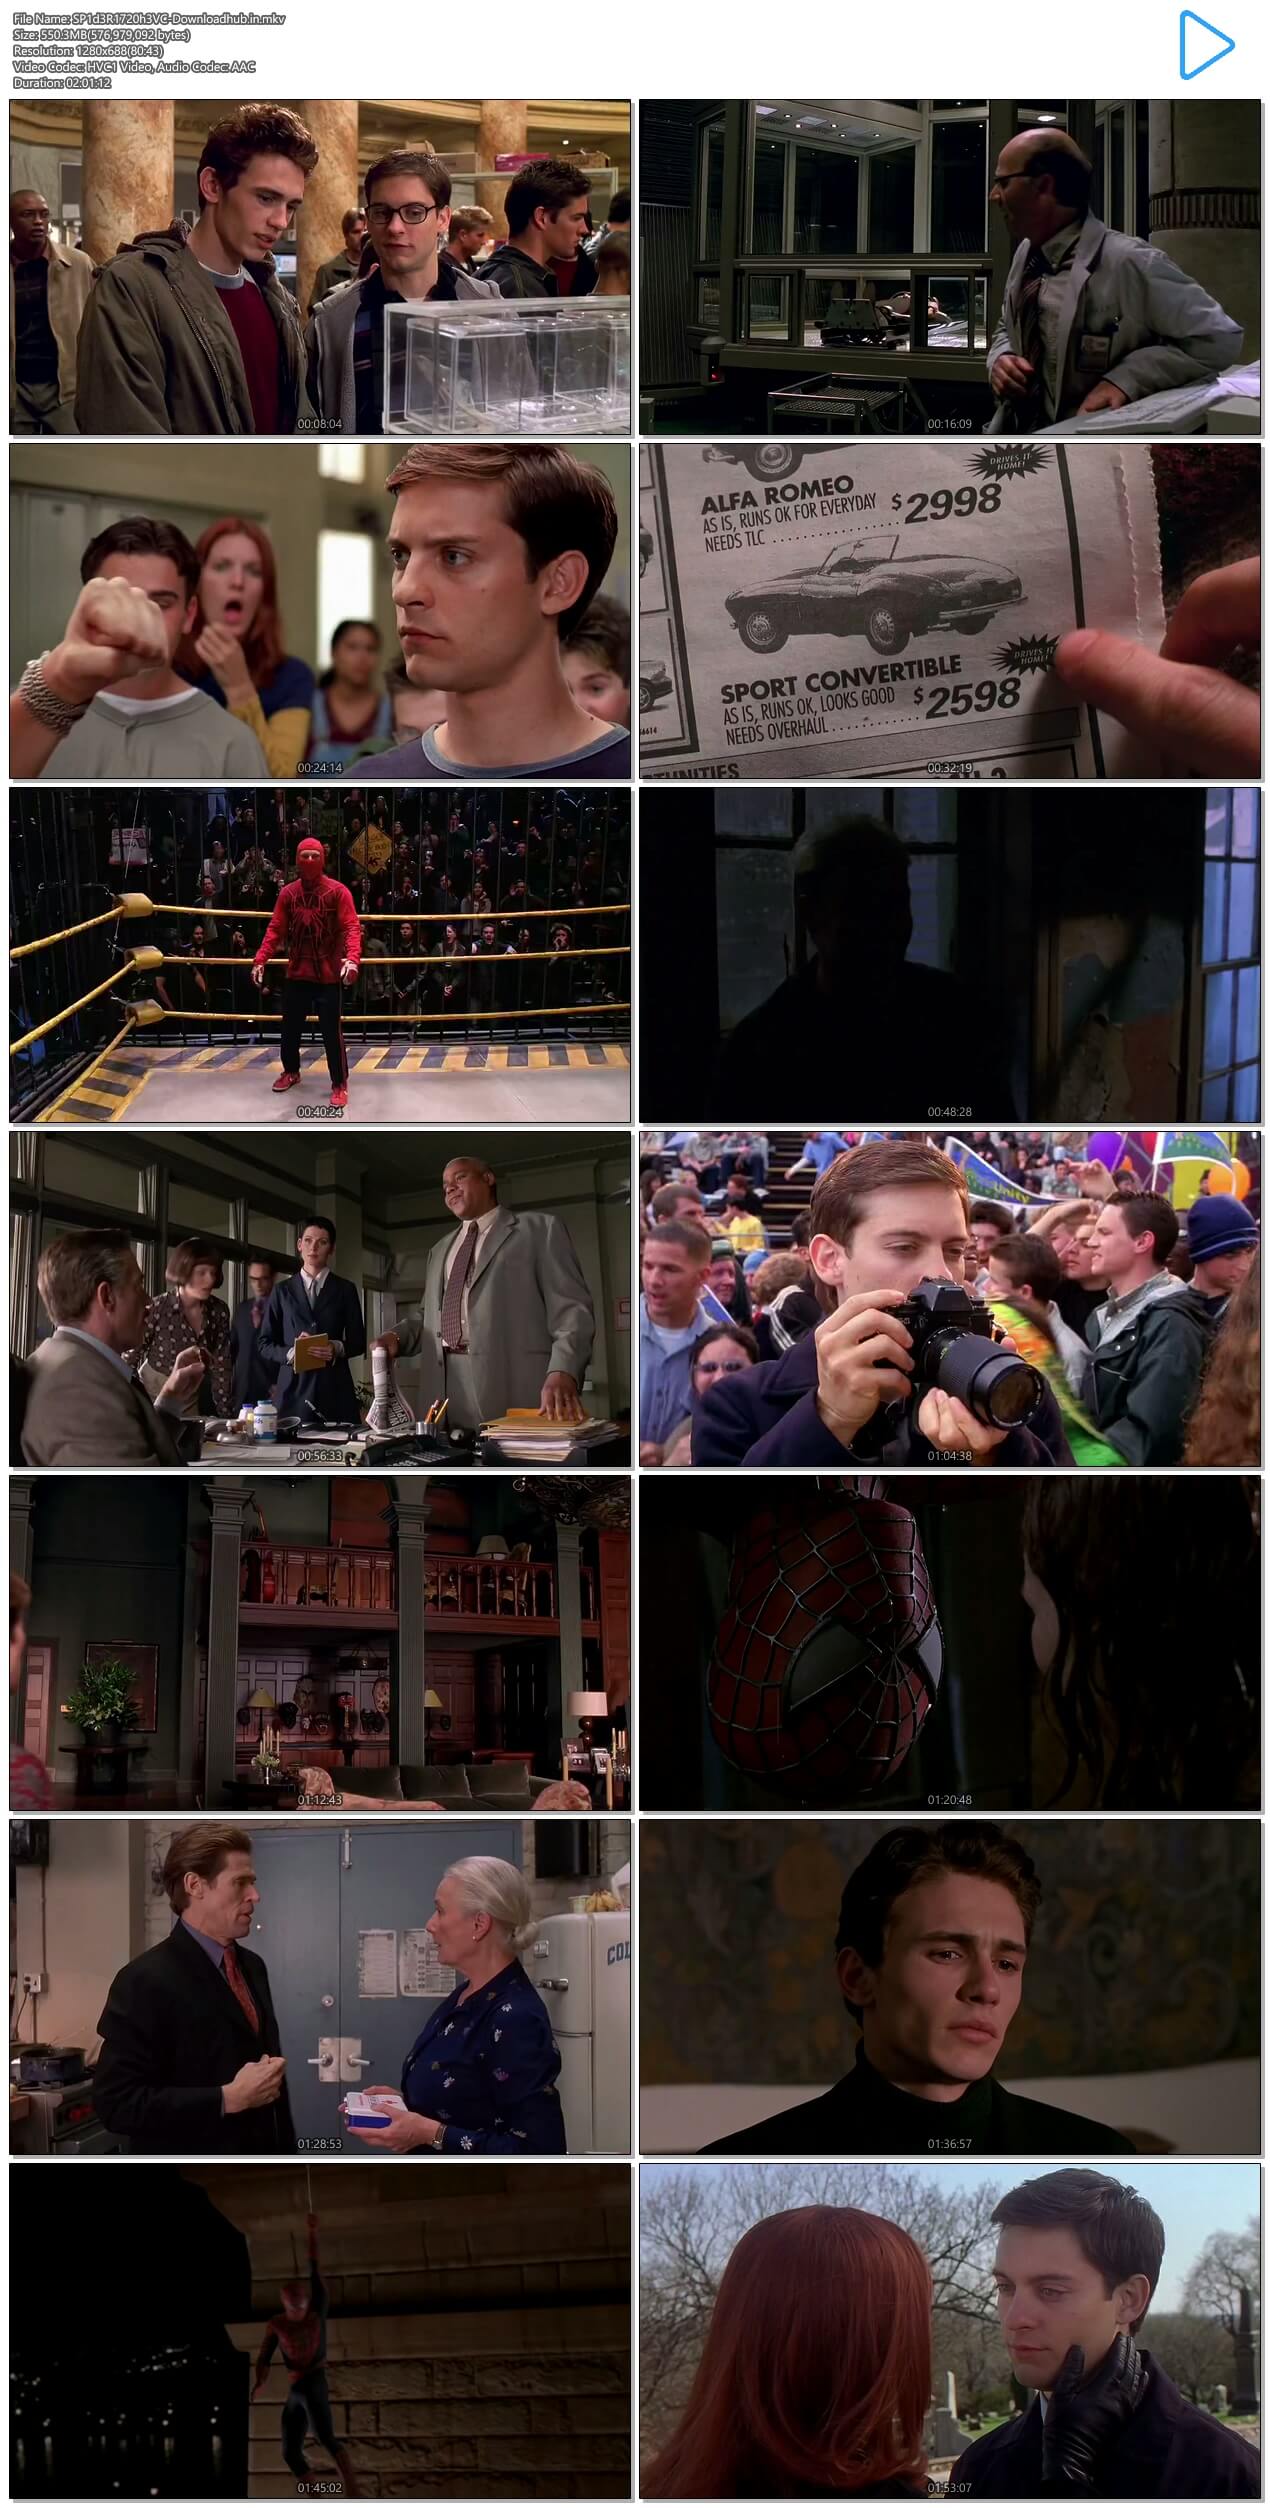 File Name: SP1d3R1720h3VC-Downloadhub.in.mkv
Size: 550.3MB(576,979,092 bytes)
Resolution: 1280x688(80:43)
Video Codec: HVC1 Video, Audio Codec: AAC
Duration: 02:01:12
00:08:04
00:16:09
00:24:14
DRIVES IT HOME!
ALFA ROMEO
AS IS, RUNS OK FOR EVERYDAY $2998
NEEDS TLC
DRIVES IT HOME!
SPORT CONVERTIBLE
AS IS, RUNS OK, LOOKS GOOD $2598
NEEDS OVERHAUL
00:32:19
00:40:24
00:48:28
00:56:33
Unity
01:04:38
01:12:43
01:20:48
01:28:53
01:36:57
01:45:02
01:53:07